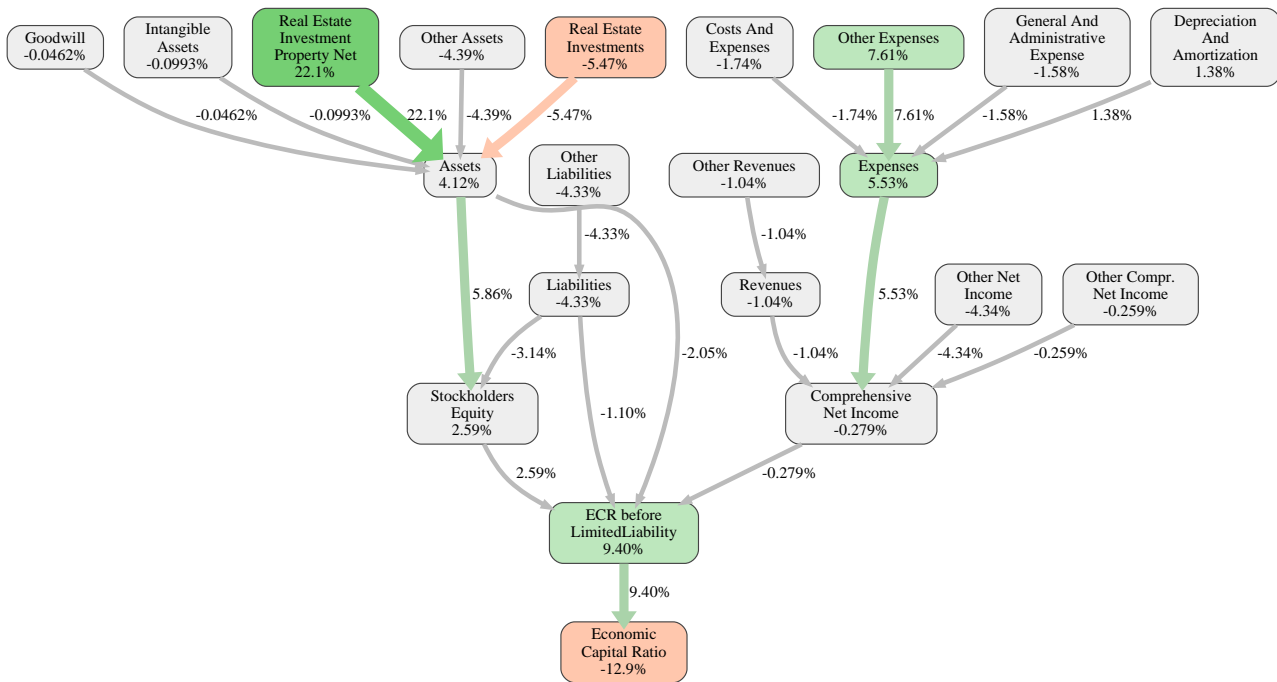 Goodwill
-0.0462%
Intangible
Assets
-0.0993%
Real Estate
Investment
Property Net
22.1%
Other Assets
-4.39%
Real Estate
Investments
-5.47%
Costs And
Expenses
-1.74%
Other Expenses
7.61%
General And
Administrative
Expense
-1.58%
Depreciation
And
Amortization
1.38%
-0.0462%
-0.0993%
22.1%
-4.39%
-5.47%
-1.74%
7.61%
-1.58%
1.38%
Assets
4.12%
Other
Liabilities
-4.33%
Other Revenues
-1.04%
Expenses
5.53%
-4.33%
-1.04%
5.86%
Liabilities
-4.33%
Revenues
-1.04%
5.53%
Other Net
Income
-4.34%
Other Compr.
Net Income
-0.259%
-3.14%
-2.05%
-1.04%
-4.34%
-0.259%
Stockholders
Equity
2.59%
-1.10%
Comprehensive
Net Income
-0.279%
2.59%
-0.279%
ECR before
LimitedLiability
9.40%
9.40%
Economic
Capital Ratio
-12.9%